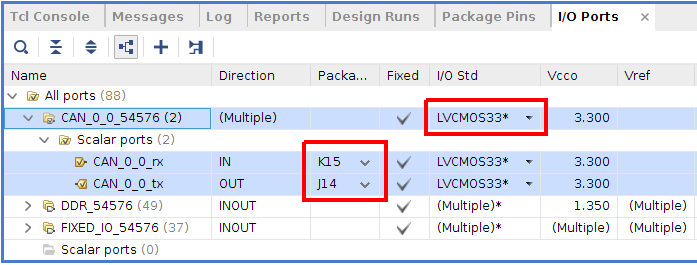 Tcl Console Messages Log Reports Design Runs Package Pins I/O Ports ×
Name Direction Packa... Fixed I/O Std Vcco Vref
All ports (88)
CAN_0_0_54576 (2) (Multiple) LVCMOS33* 3.300
Scalar ports (2)
CAN_0_0_rx IN K15 LVCMOS33* 3.300
CAN_0_0_tx OUT J14 LVCMOS33* 3.300
DDR_54576 (49) INOUT (Multiple)* 1.350 (Multiple)
FIXED_IO_54576 (37) INOUT (Multiple)* (Multiple) (Multiple)
Scalar ports (0)